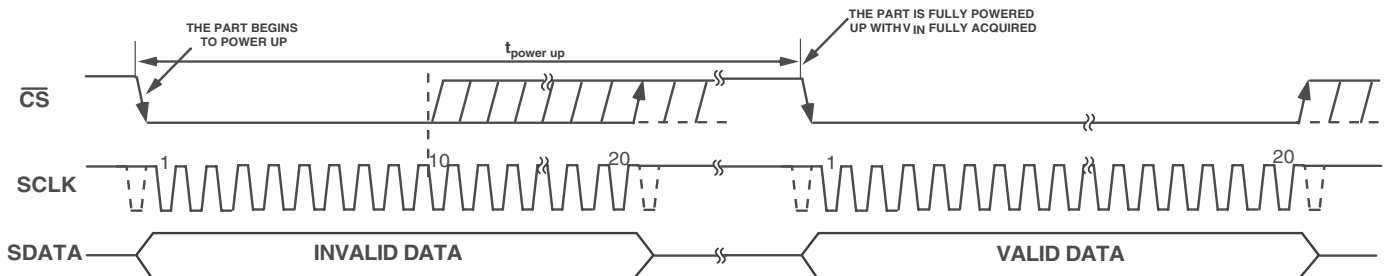 THE PART BEGINS
TO POWER UP
t power up
THE PART IS FULLY POWERED
UP WITHV IN FULLY ACQUIRED
CS
SCLK
1
10
20
1
20
SDATA
INVALID DATA
VALID DATA